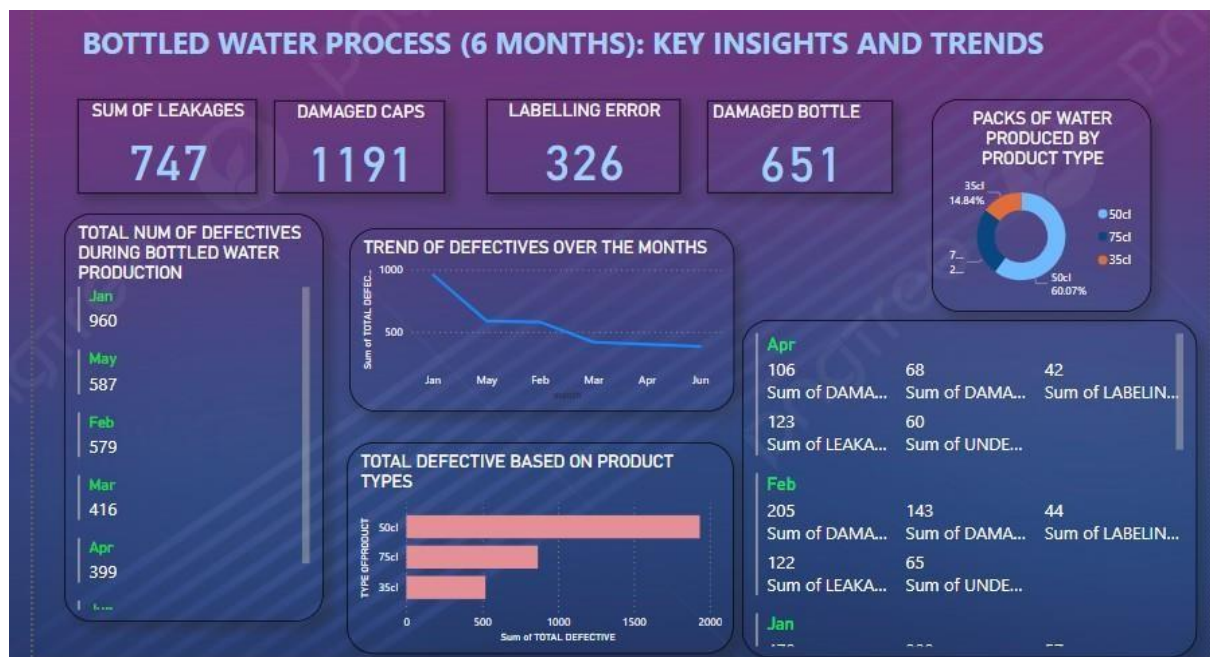 BOTTLED WATER PROCESS (6 MONTHS): KEY INSIGHTS AND TRENDS
SUM OF LEAKAGES
747
DAMAGED CAPS
1191
LABELLING ERROR
326
DAMAGED BOTTLE
651
PACKS OF WATER
PRODUCED BY
PRODUCT TYPE
35cl
14.84%
7...
2...
50cl
60.07%
50cl
75cl
35cl
TOTAL NUM OF DEFECTIVES
DURING BOTTLED WATER
PRODUCTION
Jan
960
May
587
Feb
579
Mar
416
Apr
399
TREND OF DEFECTIVES OVER THE MONTHS
Sum of TOTAL DEFEC...
1000
500
Jan May Feb Mar Apr Jun
TOTAL DEFECTIVE BASED ON PRODUCT
TYPES
TYPE OFPRODUCT
50cl
75cl
35cl
0 500 1000 1500 2000
Sum of TOTAL DEFECTIVE
Apr
106 68 42
Sum of DAMA... Sum of DAMA... Sum of LABELIN...
123 60
Sum of LEAKA... Sum of UNDE...
Feb
205 143 44
Sum of DAMA... Sum of DAMA... Sum of LABELIN...
122 65
Sum of LEAKA... Sum of UNDE...
Jan